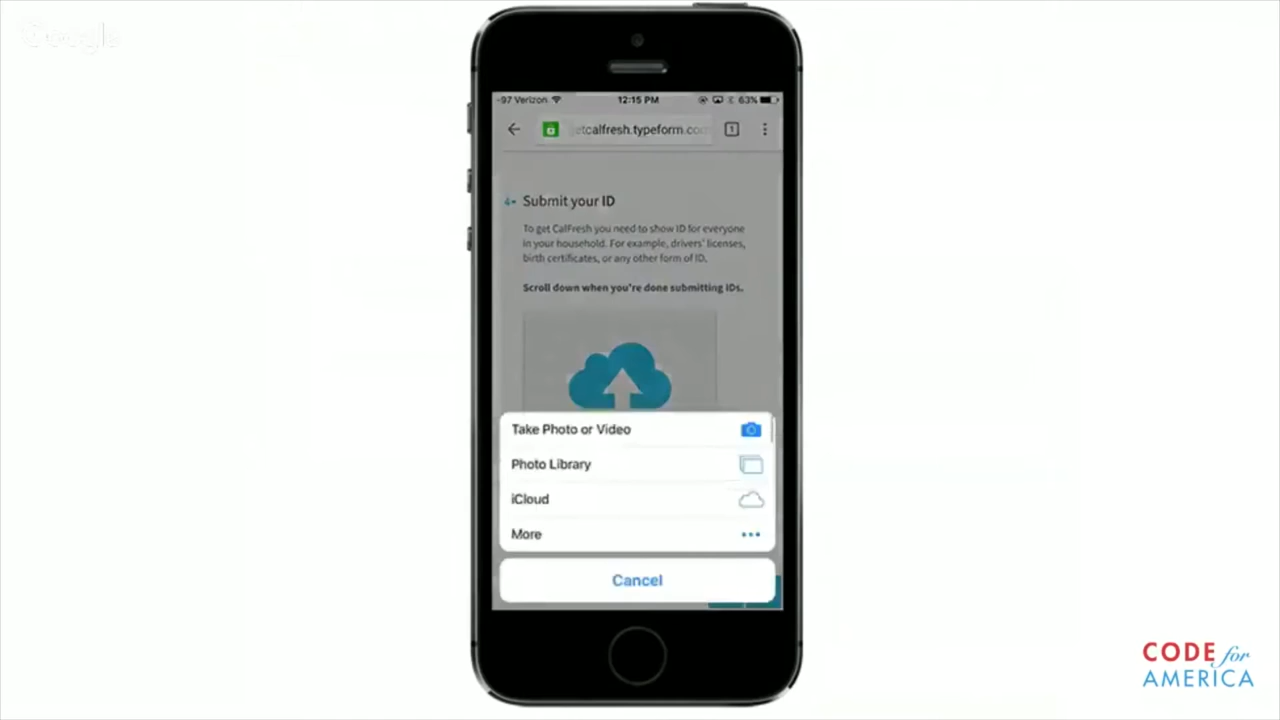 Google
-97 Verizon
12:15 PM
63%
etcalfresh.typeform.com
1
4
Submit your ID
To get CalFresh you need to show ID for everyone
in your household. For example, drivers' licenses,
birth certificates, or any other form of ID.
Scroll down when you're done submitting IDs.
Take Photo or Video
Photo Library
iCloud
More
Cancel
CODE for
AMERICA